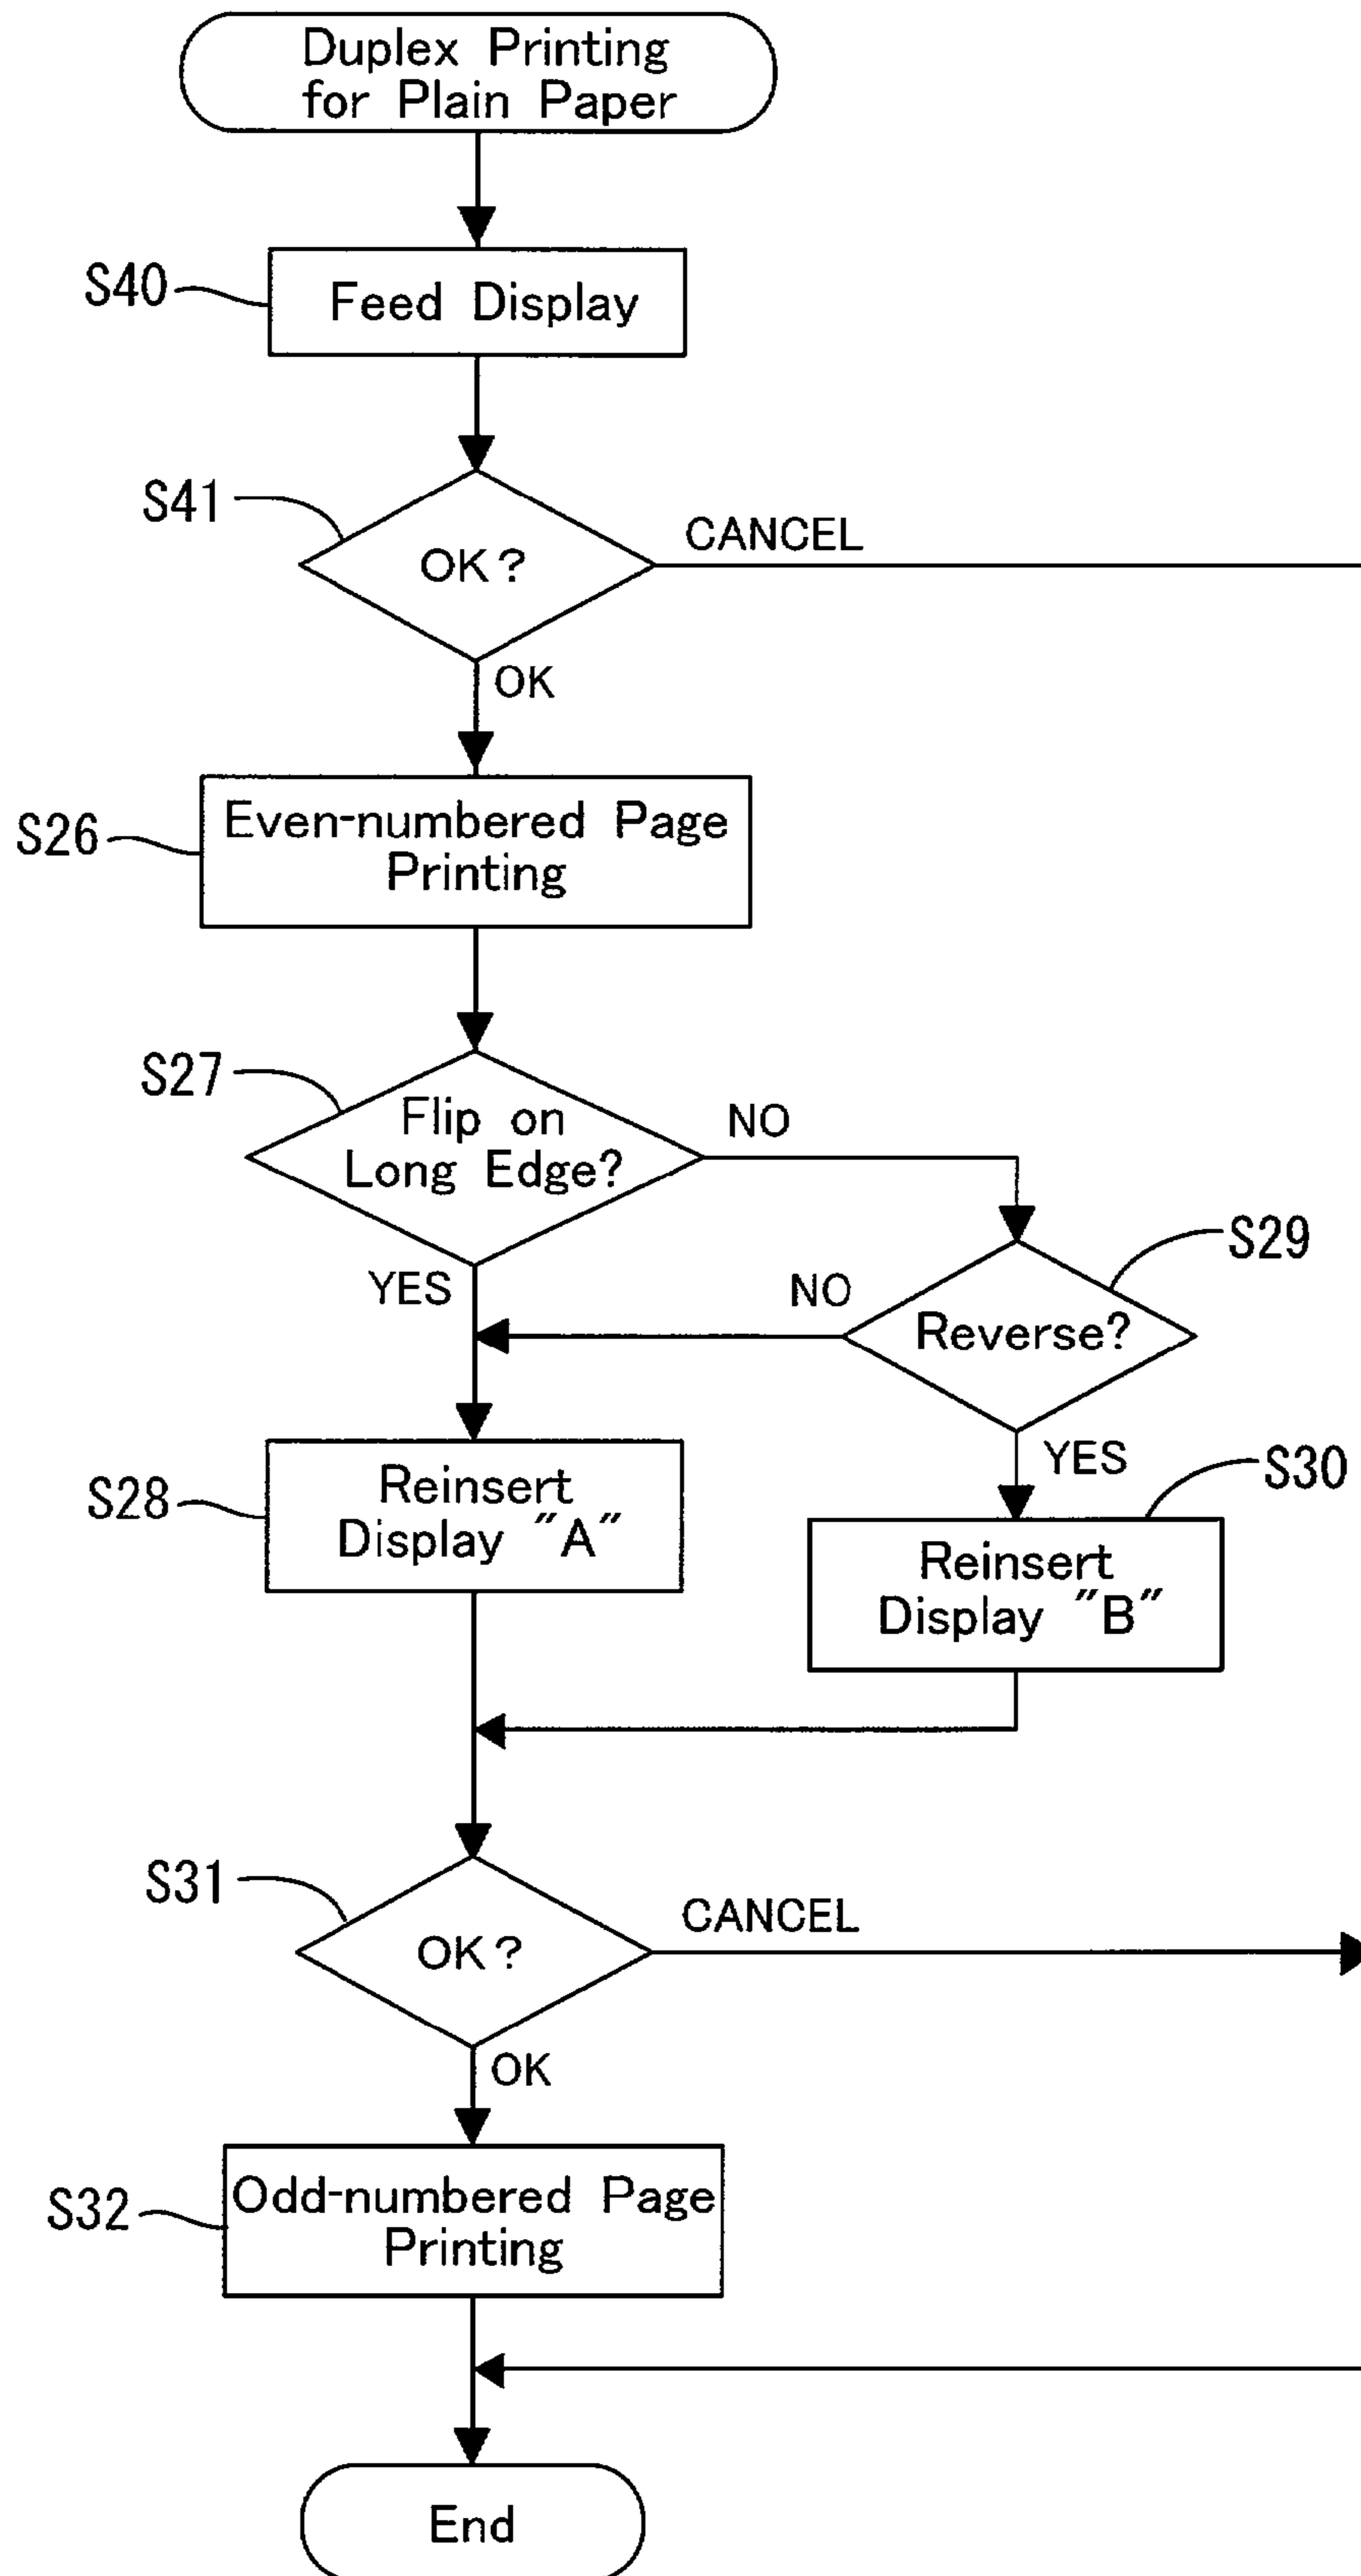 Duplex Printing
for Plain Paper
S40
Feed Display
S41
OK?
CANCEL
OK
S26
Even-numbered Page
Printing
S27
Flip on
Long Edge?
NO
YES
S29
Reverse?
NO
YES
S28
Reinsert
Display "A"
S30
Reinsert
Display "B"
S31
OK?
CANCEL
OK
S32
Odd-numbered Page
Printing
End